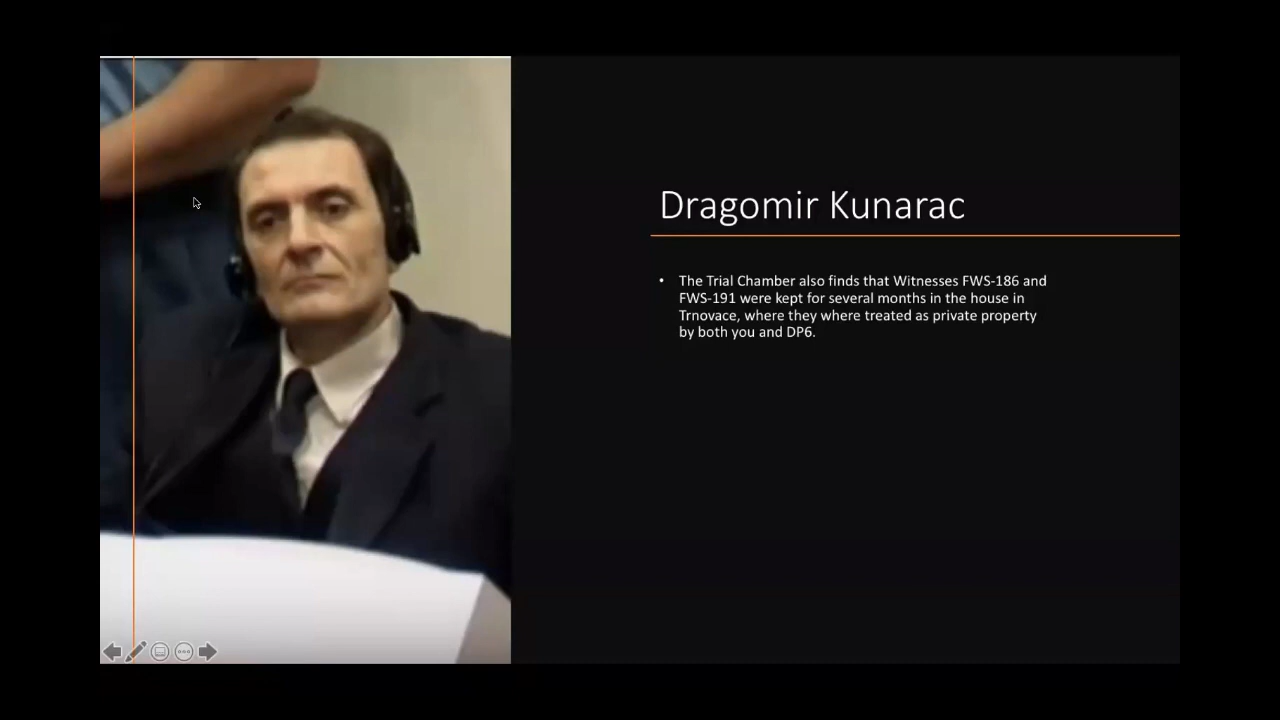 Dragomir Kunarac
• The Trial Chamber also finds that Witnesses FWS-186 and
FWS-191 were kept for several months in the house in
Trnovace, where they where treated as private property
by both you and DP6.